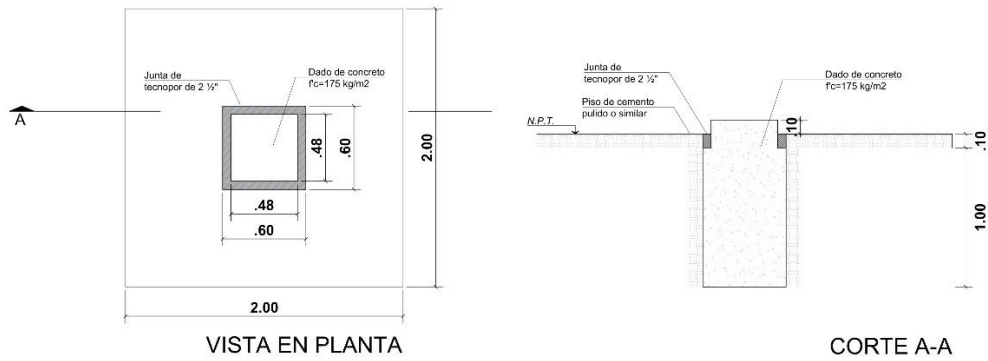 Junta de
tecnopor de 2 ½"
Dado de concreto
f'c=175 kg/m2
A
.48
.60
2.00
.48
.60
2.00
VISTA EN PLANTA
Junta de
tecnopor de 2 ½"
Dado de concreto
f'c=175 kg/m2
Piso de cemento
pulido o similar
N.P.T.
.10
.10
1.00
CORTE A-A